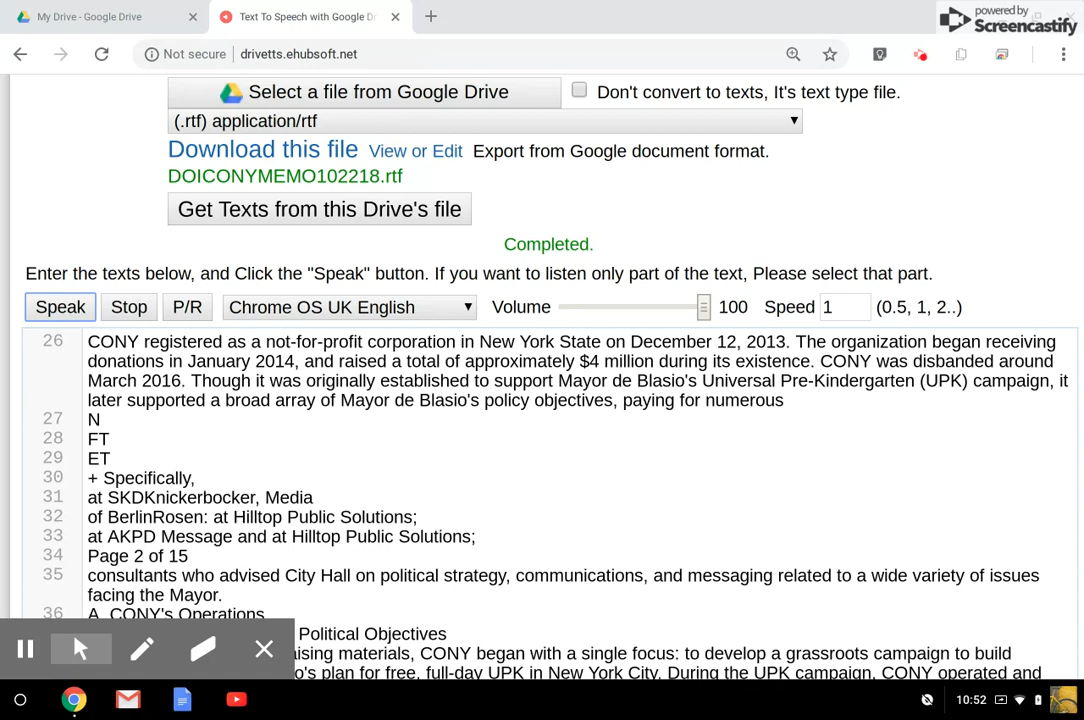 My Drive - Google Drive
Text To Speech with Google Dr
powered by
Screencastify
Not secure
drivetts.ehubsoft.net
Select a file from Google Drive
Don't convert to texts, It's text type file.
(.rtf) application/rtf
Download this file View or Edit Export from Google document format.
DOICONYMEMO102218.rtf
Get Texts from this Drive's file
Completed.
Enter the texts below, and Click the "Speak" button. If you want to listen only part of the text, Please select that part.
Speak Stop P/R Chrome OS UK English Volume 100 Speed 1 (0.5, 1, 2..)
26 CONY registered as a not-for-profit corporation in New York State on December 12, 2013. The organization began receiving
donations in January 2014, and raised a total of approximately $4 million during its existence. CONY was disbanded around
March 2016. Though it was originally established to support Mayor de Blasio's Universal Pre-Kindergarten (UPK) campaign, it
later supported a broad array of Mayor de Blasio's policy objectives, paying for numerous
27 N
28 FT
29 ET
30 + Specifically,
31 at SKDKnickerbocker, Media
32 of BerlinRosen: at Hilltop Public Solutions;
33 at AKPD Message and at Hilltop Public Solutions;
34 Page 2 of 15
35 consultants who advised City Hall on political strategy, communications, and messaging related to a wide variety of issues
facing the Mayor.
36 A. CONY's Operations
Political Objectives
aising materials, CONY began with a single focus: to develop a grassroots campaign to build
o's plan for free, full-day UPK in New York City. During the UPK campaign, CONY operated and
10:52